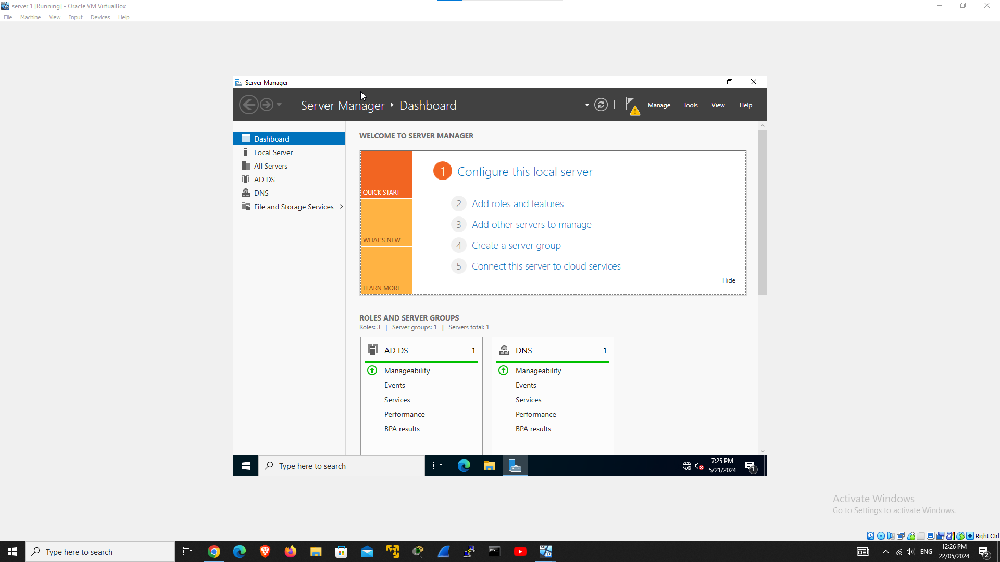 server 1 [Running] - Oracle VM VirtualBox
File Machine View Input Devices Help
Server Manager
Server Manager Dashboard
Manage Tools View Help
Dashboard
Local Server
All Servers
AD DS
DNS
File and Storage Services
WELCOME TO SERVER MANAGER
QUICK START
WHAT'S NEW
LEARN MORE
1 Configure this local server
2 Add roles and features
3 Add other servers to manage
4 Create a server group
5 Connect this server to cloud services
Hide
ROLES AND SERVER GROUPS
Roles: 3 | Server groups: 1 | Servers total: 1
AD DS 1
Manageability
Events
Services
Performance
BPA results
DNS 1
Manageability
Events
Services
Performance
BPA results
Type here to search
7:25 PM
5/21/2024
1
Activate Windows
Go to Settings to activate Windows.
Right Ctrl
Type here to search
ENG
12:26 PM
22/05/2024
2